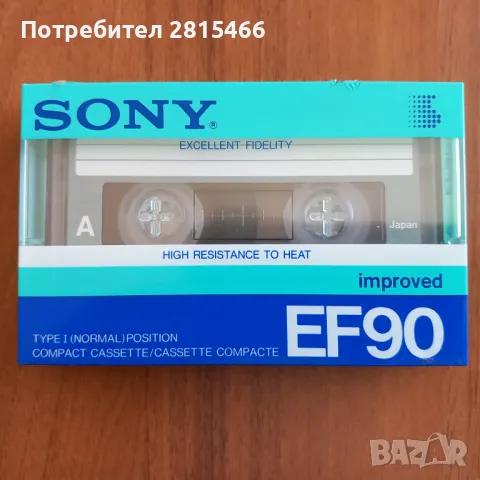 Потребител 2815466
SONY®
EXCELLENT FIDELITY
A
Japan
HIGH RESISTANCE TO HEAT
improved
TYPE I (NORMAL) POSITION
COMPACT CASSETTE/CASSETTE COMPACTE
EF90
BAZAR